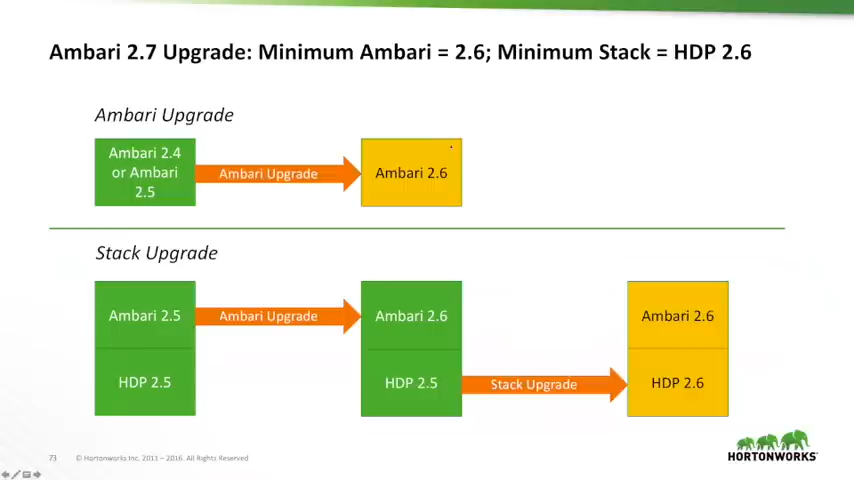 Ambari 2.7 Upgrade: Minimum Ambari = 2.6; Minimum Stack = HDP 2.6
Ambari Upgrade
Ambari 2.4
or Ambari
2.5
Ambari Upgrade
Ambari 2.6
Stack Upgrade
Ambari 2.5
Ambari Upgrade
Ambari 2.6
Ambari 2.6
HDP 2.5
HDP 2.5
Stack Upgrade
HDP 2.6
73 © Hortonworks Inc. 2011 – 2016. All Rights Reserved
HORTONWORKS